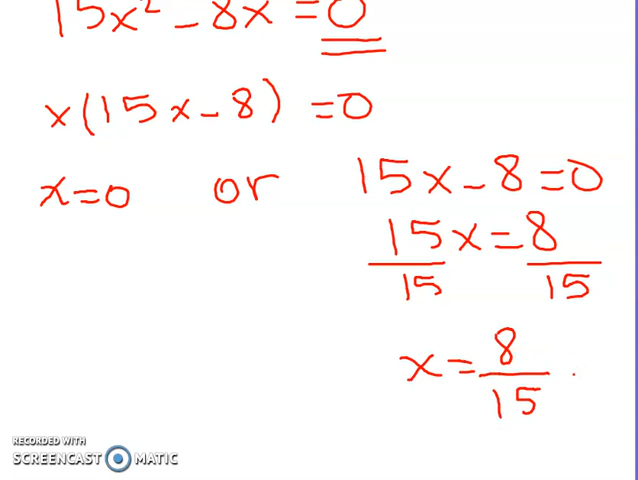 15x² - 8x = 0
x(15x - 8) = 0
x = 0 or 15x - 8 = 0
15x = 8
15 15
x = 8/15
RECORDED WITH
SCREENCAST MATIC